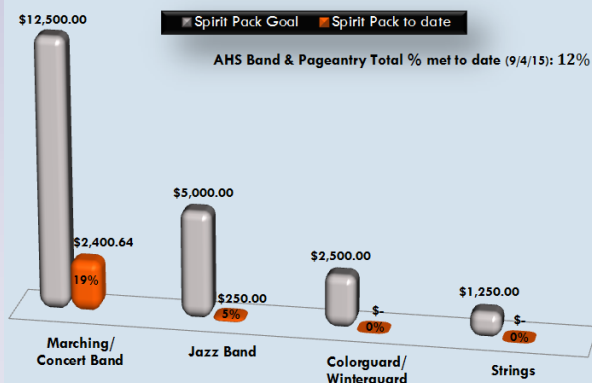 $12,500.00
Spirit Pack Goal Spirit Pack to date
AHS Band & Pageantry Total % met to date (9/4/15): 12%
$5,000.00
$2,400.64
$2,500.00
19%
$1,250.00
$250.00
5%
$-
0%
$-
0%
Marching/
Concert Band
Jazz Band
Colorguard/
Winterguard
Strings